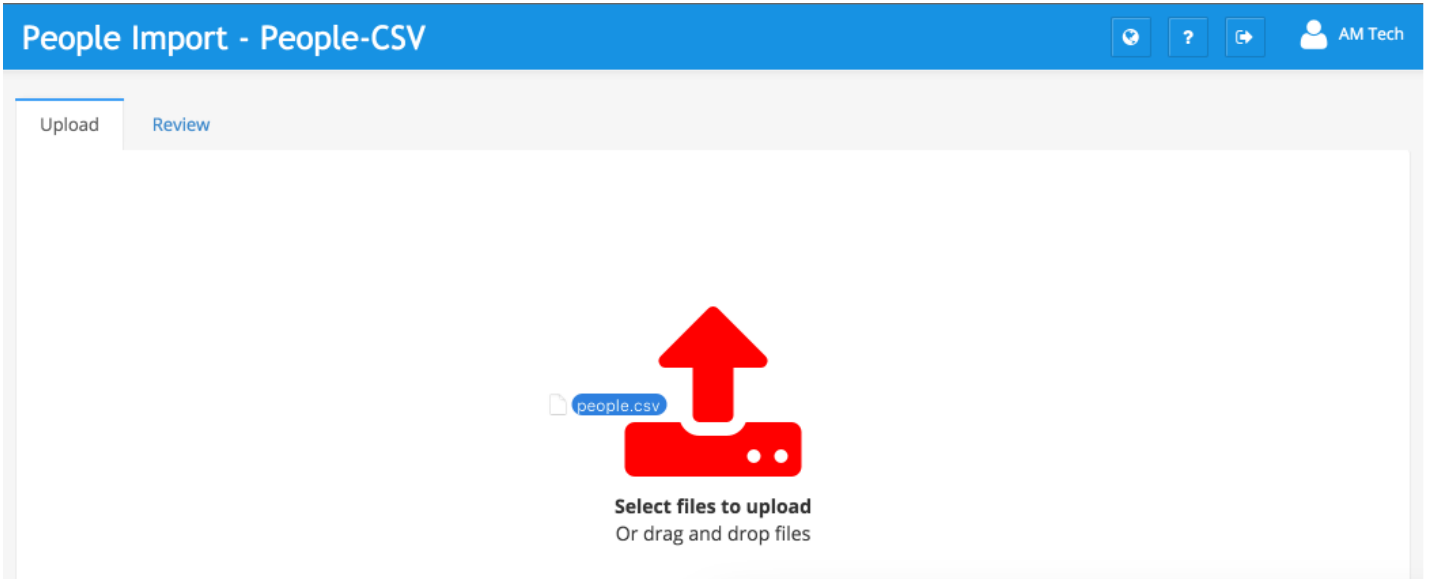 People Import - People-CSV
?
AM Tech
Upload
Review
people.csv
Select files to upload
Or drag and drop files